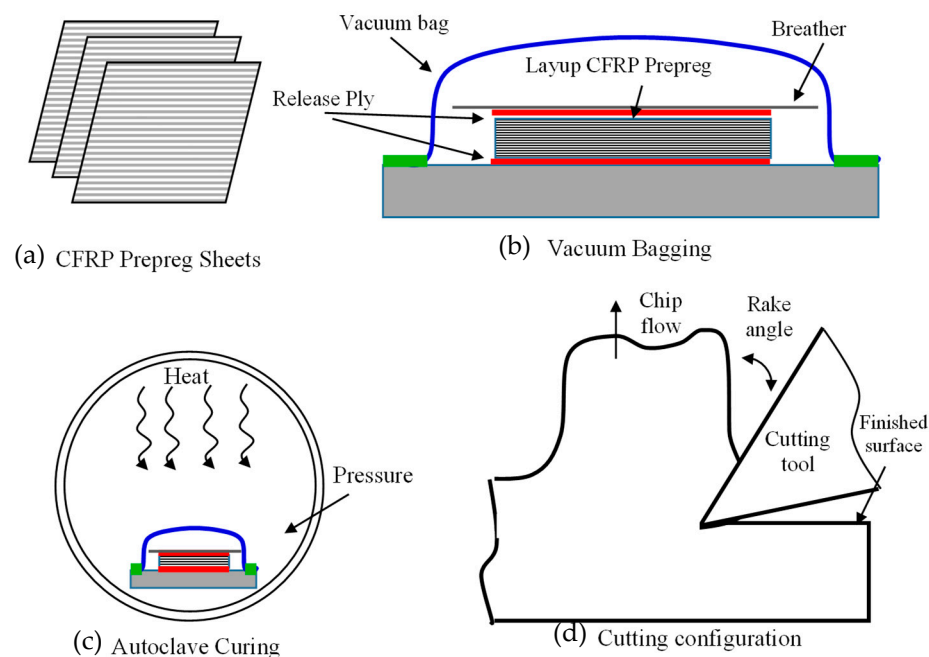 Vacuum bag
Breather
Layup CFRP Prepreg
Release Ply
(a) CFRP Prepreg Sheets
(b) Vacuum Bagging
Heat
Pressure
(c) Autoclave Curing
Chip
flow
Rake
angle
Finished
surface
Cutting
tool
(d) Cutting configuration